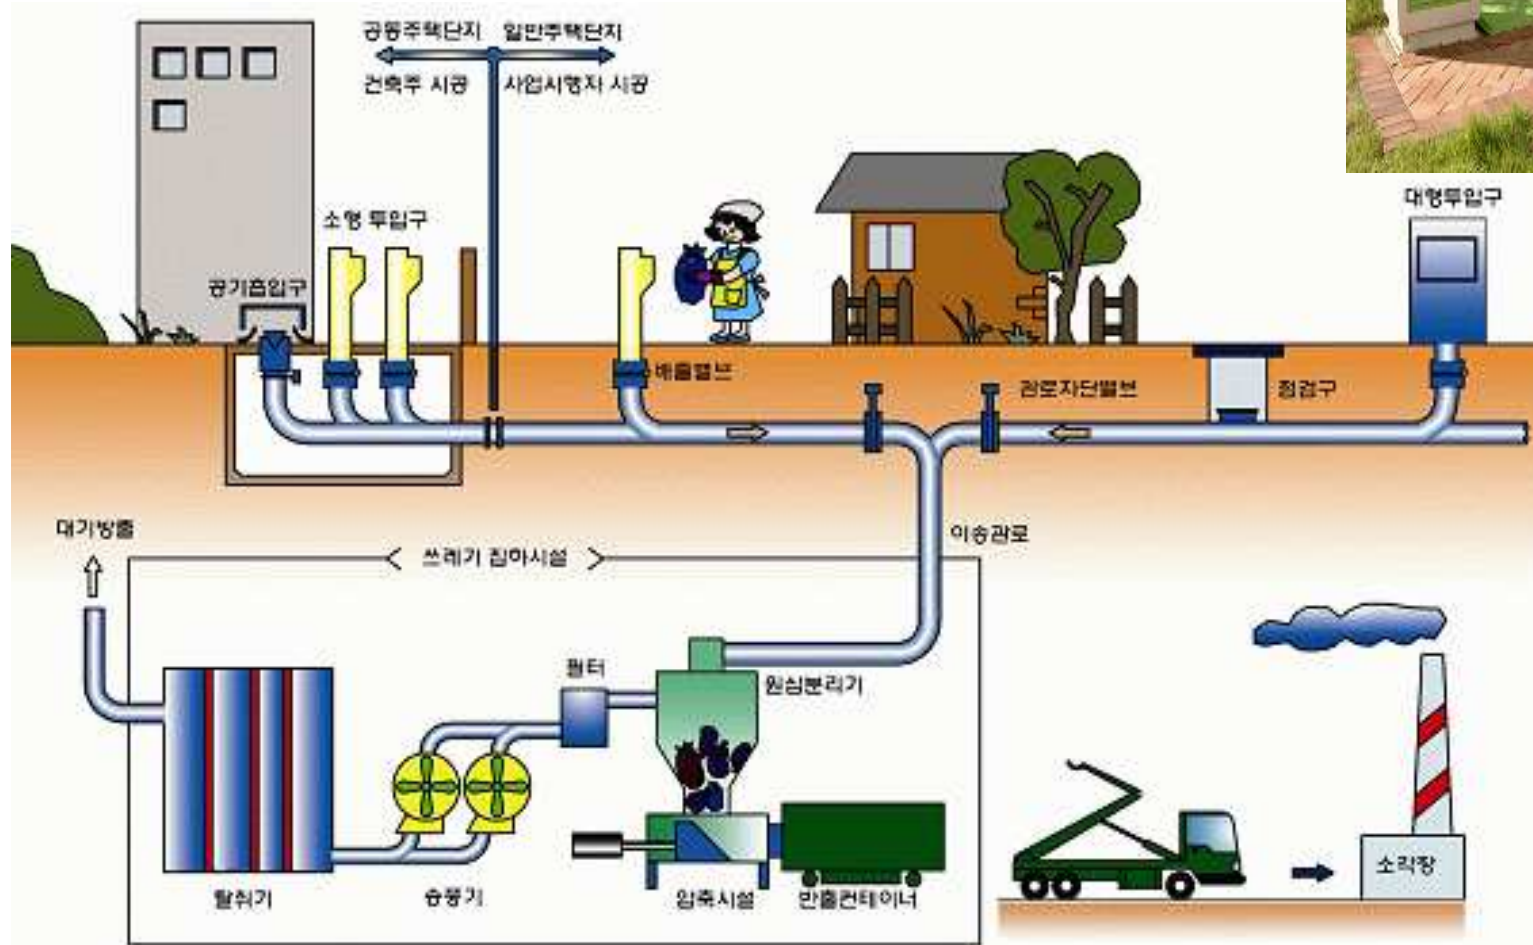 공동주택단지
일반주택단지
건축주 시공
사업시행자 시공
소형 투입구
대형투입구
공기흡입구
배출밸브
관로차단밸브
점검구
대기방출
쓰레기 집하시설
이송관로
필터
원심분리기
소각장
탈취기
송풍기
압축시설
반출컨테이너